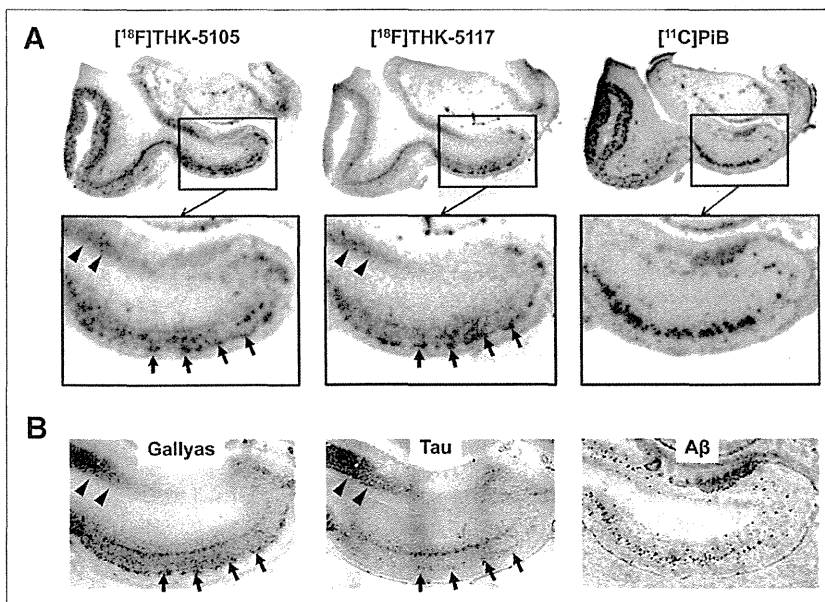 A
[¹⁸F]THK-5105 [¹⁸F]THK-5117 [¹¹C]PiB
B
Gallyas Tau Aβ